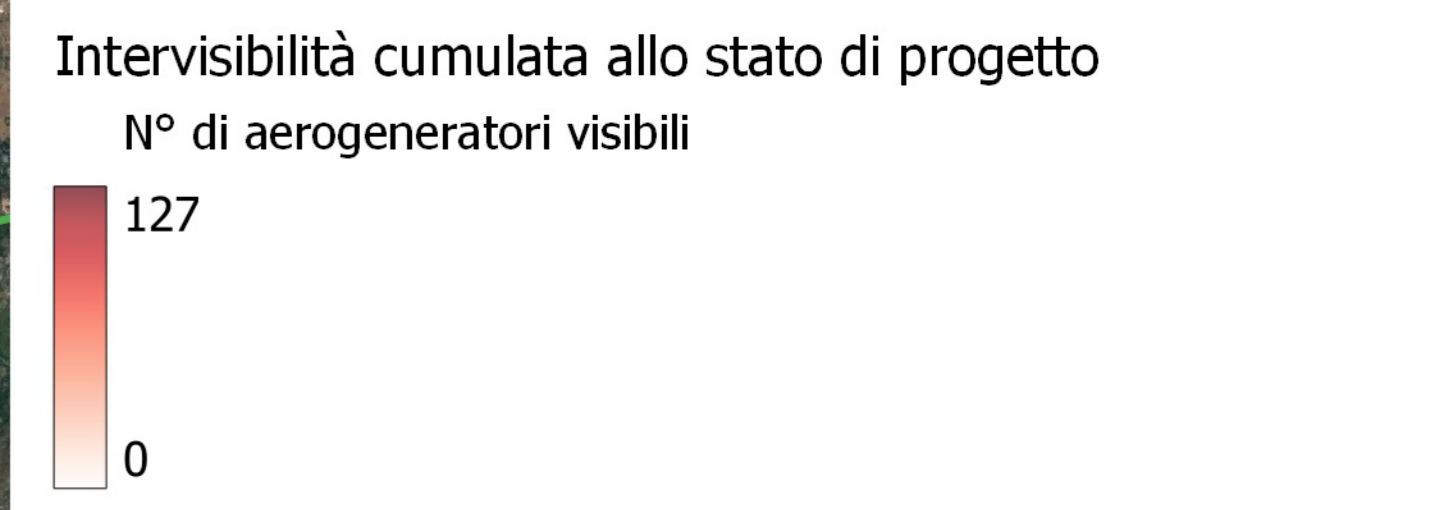 Intervisibilità cumulata allo stato di progetto
N° di aerogeneratori visibili
127
0